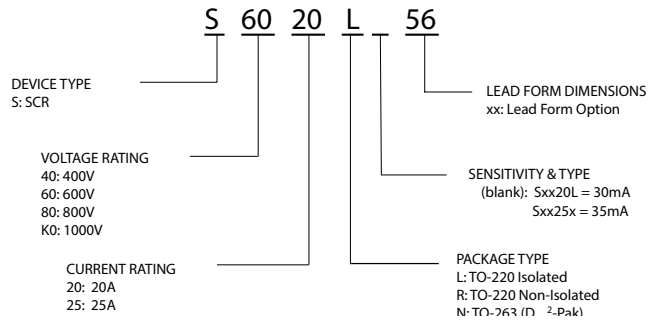 S 60 20 L _ 56
DEVICE TYPE
S: SCR
LEAD FORM DIMENSIONS
xx: Lead Form Option
VOLTAGE RATING
40: 400V
60: 600V
80: 800V
K0: 1000V
SENSITIVITY & TYPE
(blank): Sxx20L = 30mA
Sxx25x = 35mA
CURRENT RATING
20: 20A
25: 25A
PACKAGE TYPE
L: TO-220 Isolated
R: TO-220 Non-Isolated
N: TO-263 (D ²-Pak)